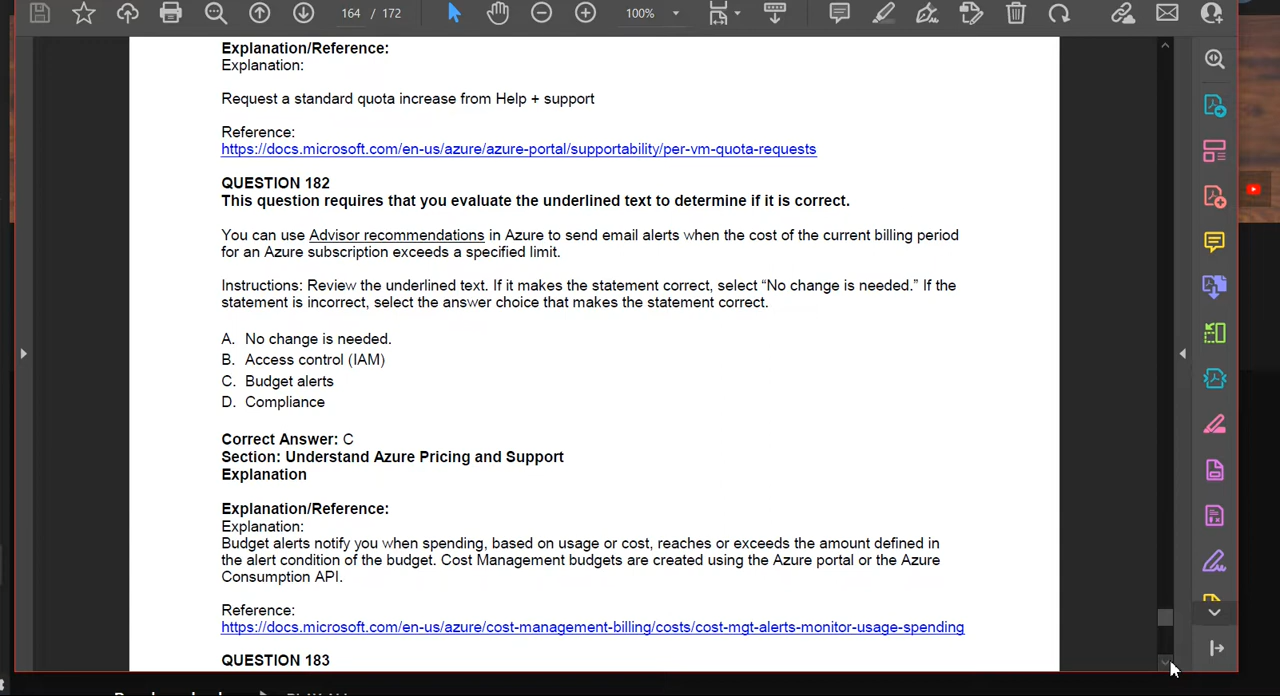 164 / 172
100%
Explanation/Reference:
Explanation:
Request a standard quota increase from Help + support
Reference:
https://docs.microsoft.com/en-us/azure/azure-portal/supportability/per-vm-quota-requests
QUESTION 182
This question requires that you evaluate the underlined text to determine if it is correct.
You can use Advisor recommendations in Azure to send email alerts when the cost of the current billing period
for an Azure subscription exceeds a specified limit.
Instructions: Review the underlined text. If it makes the statement correct, select “No change is needed.” If the
statement is incorrect, select the answer choice that makes the statement correct.
A. No change is needed.
B. Access control (IAM)
C. Budget alerts
D. Compliance
Correct Answer: C
Section: Understand Azure Pricing and Support
Explanation
Explanation/Reference:
Explanation:
Budget alerts notify you when spending, based on usage or cost, reaches or exceeds the amount defined in
the alert condition of the budget. Cost Management budgets are created using the Azure portal or the Azure
Consumption API.
Reference:
https://docs.microsoft.com/en-us/azure/cost-management-billing/costs/cost-mgt-alerts-monitor-usage-spending
QUESTION 183